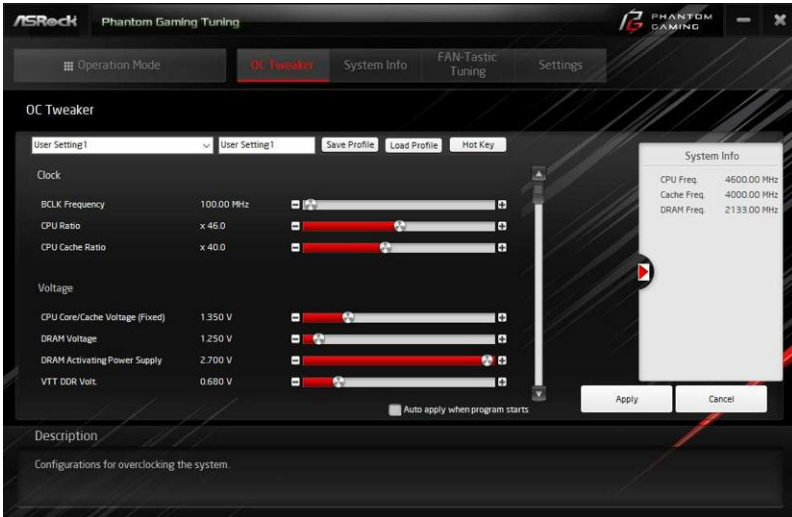 ASRock Phantom Gaming Tuning PHANTOM GAMING
Operation Mode OC Tweaker System Info FAN-Tastic Tuning Settings
OC Tweaker
User Setting1 User Setting1 Save Profile Load Profile Hot Key
System Info
CPU Freq. 4600.00 MHz
Cache Freq. 4000.00 MHz
DRAM Freq. 2133.00 MHz
Clock
BCLK Frequency 100.00 MHz
CPU Ratio x 46.0
CPU Cache Ratio x 40.0
Voltage
CPU Core/Cache Voltage (Fixed) 1.350 V
DRAM Voltage 1.250 V
DRAM Activating Power Supply 2.700 V
VTT DDR Volt. 0.680 V
Auto apply when program starts
Apply Cancel
Description
Configurations for overclocking the system.